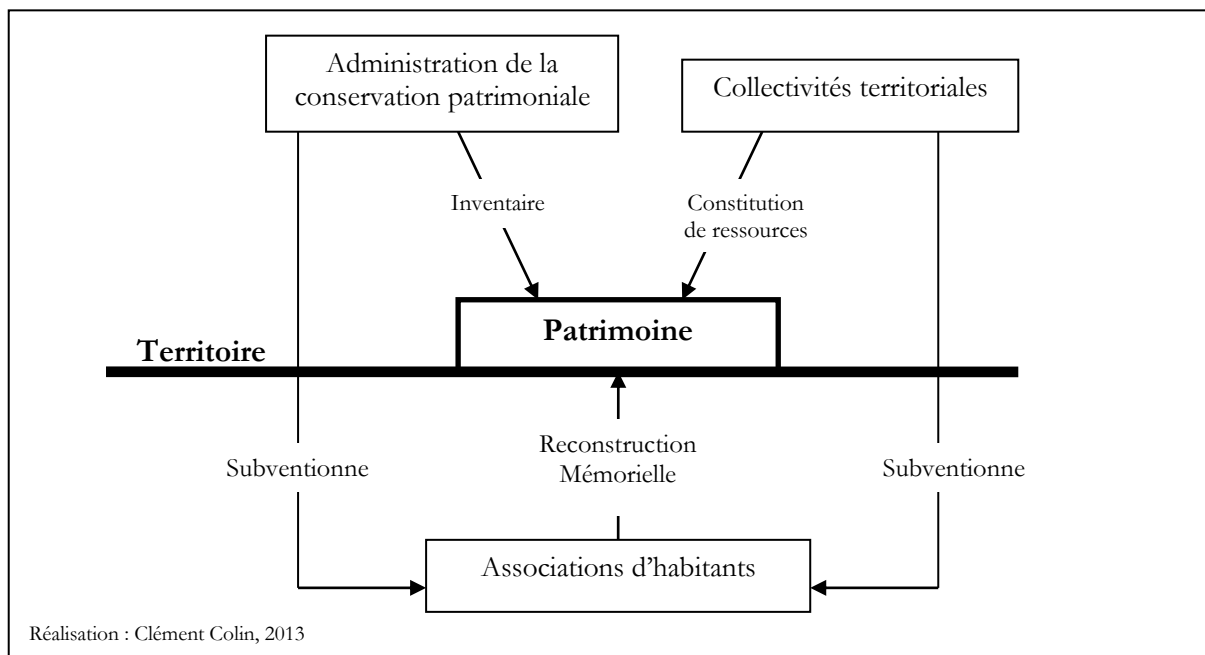 Administration de la
conservation patrimoniale
Collectivités territoriales
Inventaire
Constitution
de ressources
Patrimoine
Territoire
Subventionne
Reconstruction
Mémorielle
Subventionne
Associations d'habitants
Réalisation : Clément Colin, 2013